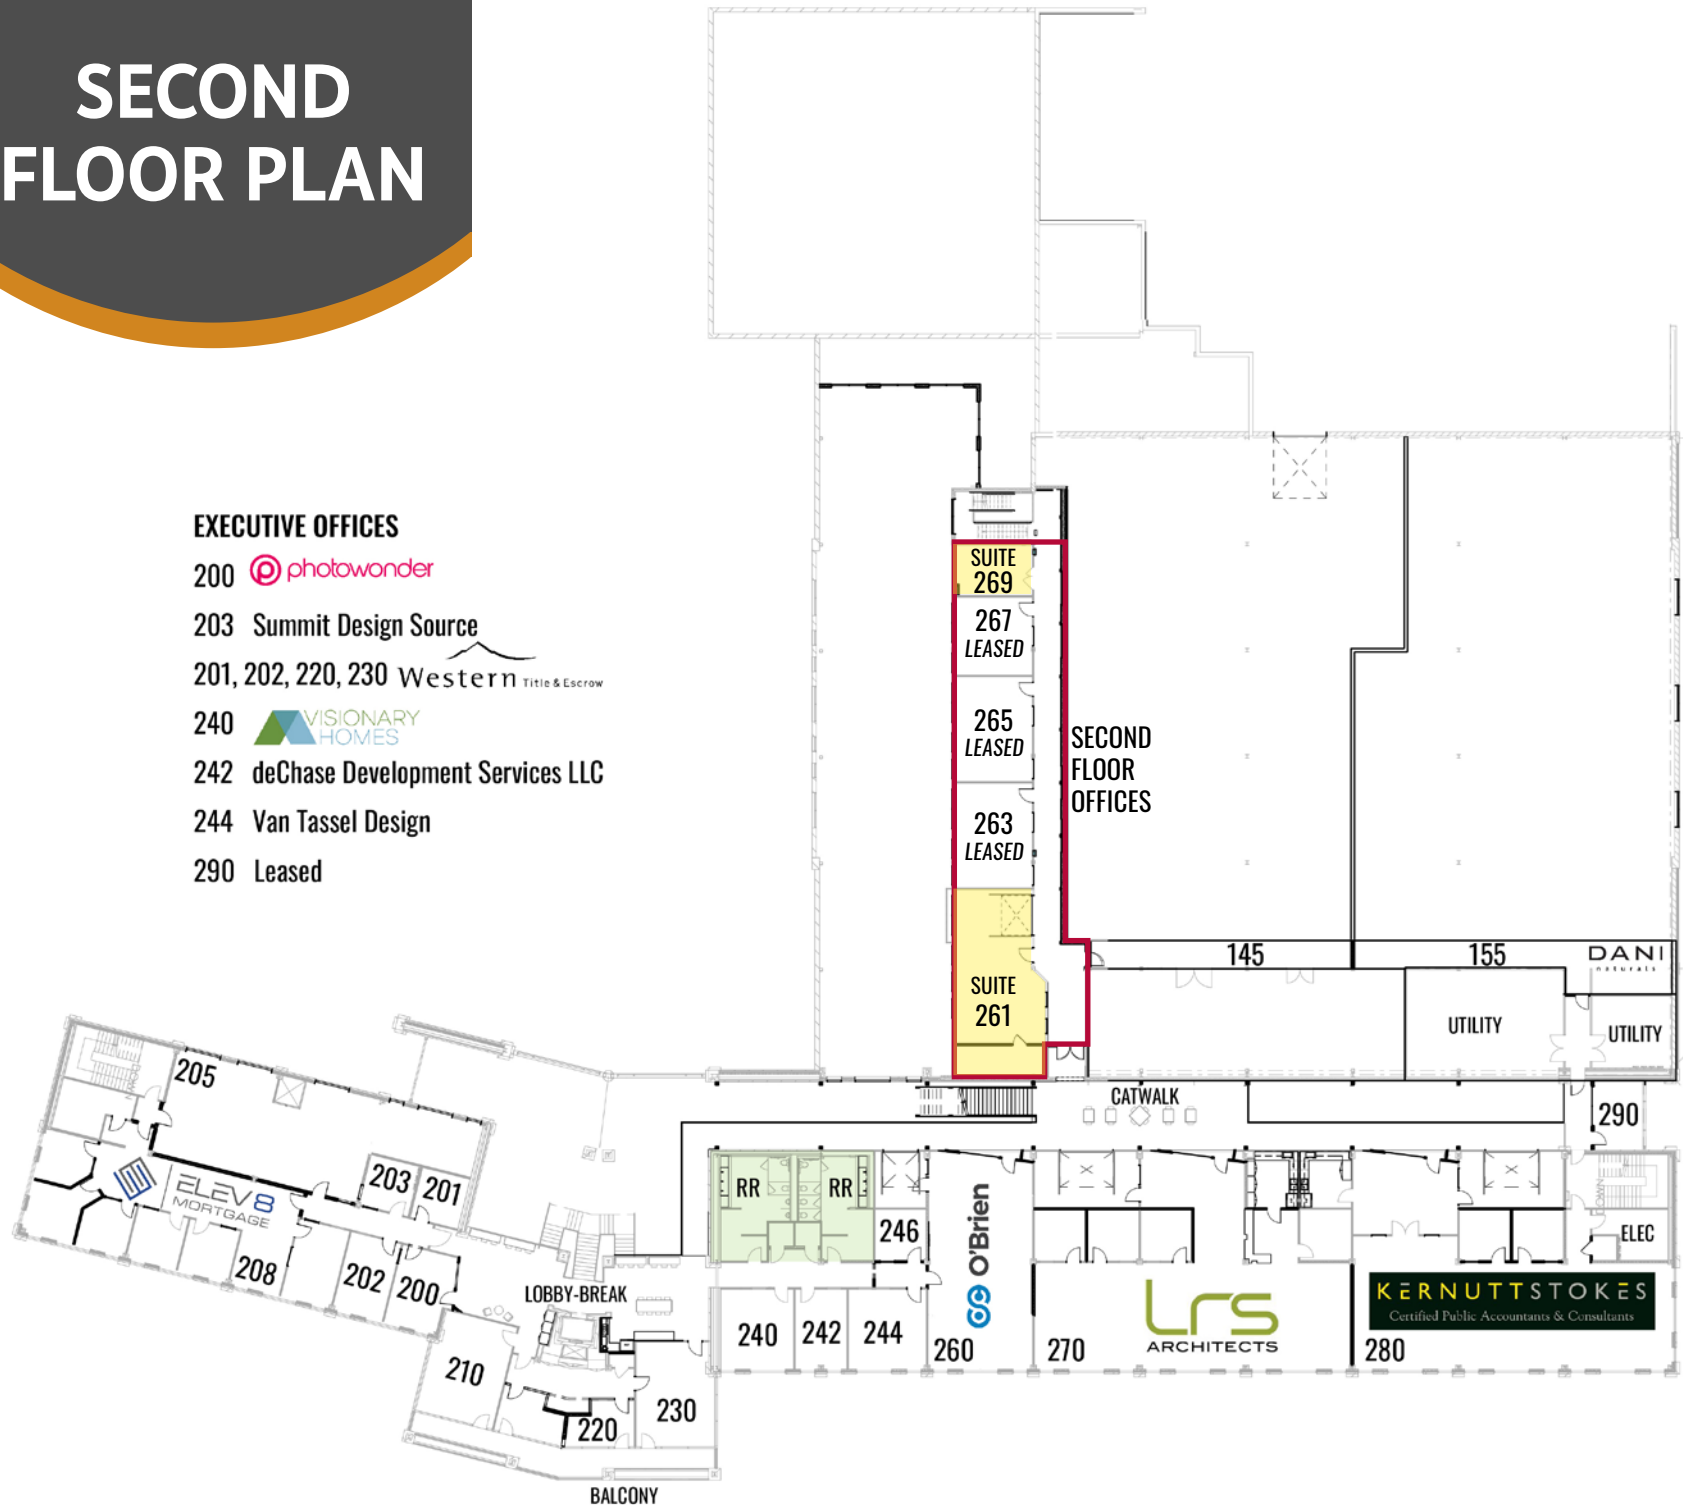 SECOND
FLOOR PLAN
EXECUTIVE OFFICES
200 photowonder
203 Summit Design Source
201, 202, 220, 230 Western Title & Escrow
240 VISIONARY
HOMES
242 deChase Development Services LLC
244 Van Tassel Design
290 Leased
SUITE
269
267
LEASED
265
LEASED
263
LEASED
SECOND
FLOOR
OFFICES
SUITE
261
145
155
DANI
naturals
UTILITY
UTILITY
CATWALK
290
205
DOWN
203
201
ELEV8
MORTGAGE
208
202
200
LOBBY-BREAK
210
220
230
BALCONY
RR
RR
246
240
242
244
O'Brien
260
270
LRS
ARCHITECTS
KERNUTTSTOKES
Certified Public Accountants & Consultants
280
DOWN
ELEC